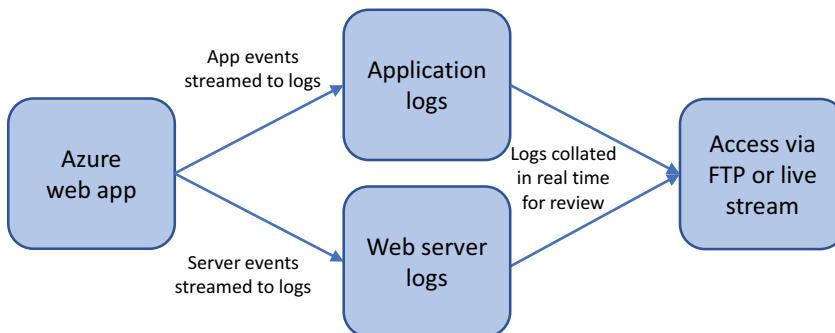 App events
streamed to logs
Application
logs
Azure
web app
Logs collated
in real time
for review
Access via
FTP or live
stream
Server events
streamed to logs
Web server
logs